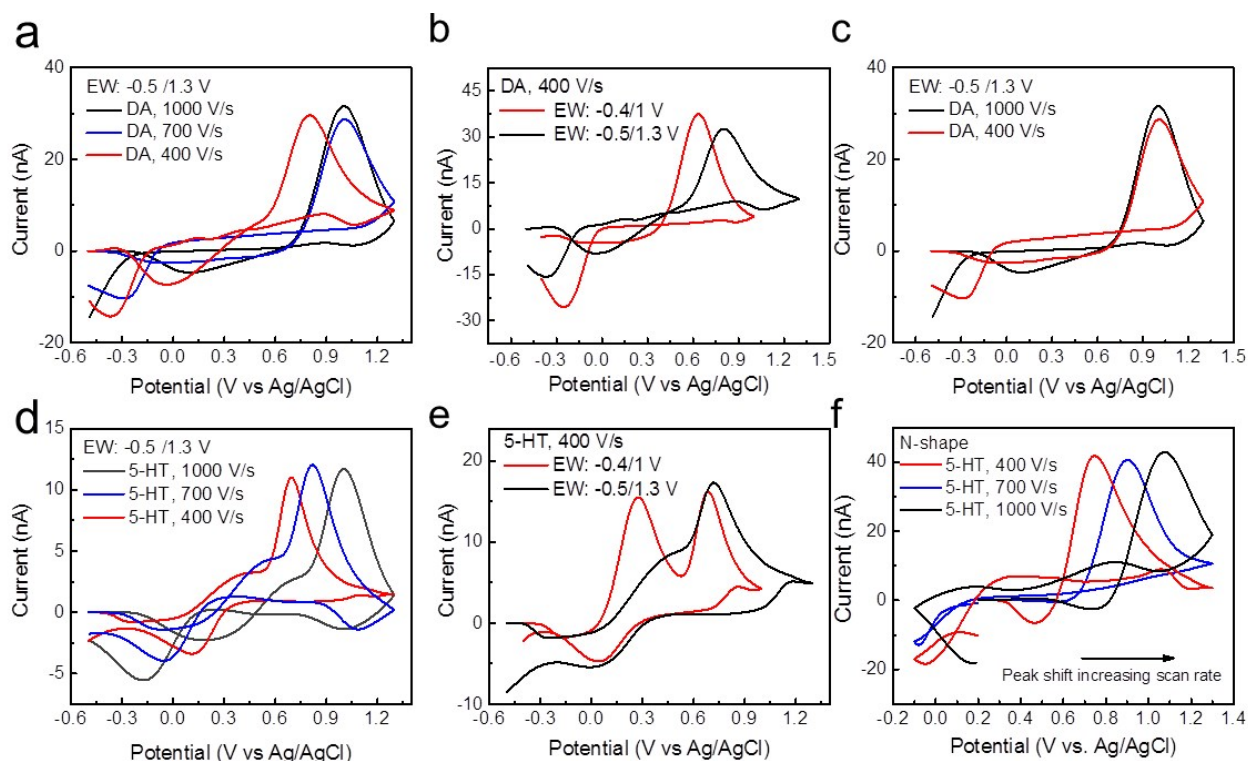 a
EW: -0.5 /1.3 V
DA, 1000 V/s
DA, 700 V/s
DA, 400 V/s
40
20
0
-20
Current (nA)
-0.6 -0.3 0.0 0.3 0.6 0.9 1.2
Potential (V vs Ag/AgCl)
b
DA, 400 V/s
EW: -0.4/1 V
EW: -0.5/1.3 V
45
30
15
0
-15
-30
Current (nA)
-0.6 -0.3 0.0 0.3 0.6 0.9 1.2 1.5
Potential (V vs Ag/AgCl)
c
EW: -0.5 /1.3 V
DA, 1000 V/s
DA, 400 V/s
40
20
0
-20
Current (nA)
-0.6 -0.3 0.0 0.3 0.6 0.9 1.2 1.5
Potential (V vs Ag/AgCl)
d
EW: -0.5 /1.3 V
5-HT, 1000 V/s
5-HT, 700 V/s
5-HT, 400 V/s
15
10
5
0
-5
Current (nA)
-0.6 -0.3 0.0 0.3 0.6 0.9 1.2
Potential (V vs Ag/AgCl)
e
5-HT, 400 V/s
EW: -0.4/1 V
EW: -0.5/1.3 V
20
10
0
-10
Current (nA)
-0.6 -0.3 0.0 0.3 0.6 0.9 1.2
Potential (V vs Ag/AgCl)
f
N-shape
5-HT, 400 V/s
5-HT, 700 V/s
5-HT, 1000 V/s
Peak shift increasing scan rate
40
20
0
-20
Current (nA)
-0.2 0.0 0.2 0.4 0.6 0.8 1.0 1.2 1.4
Potential (V vs. Ag/AgCl)